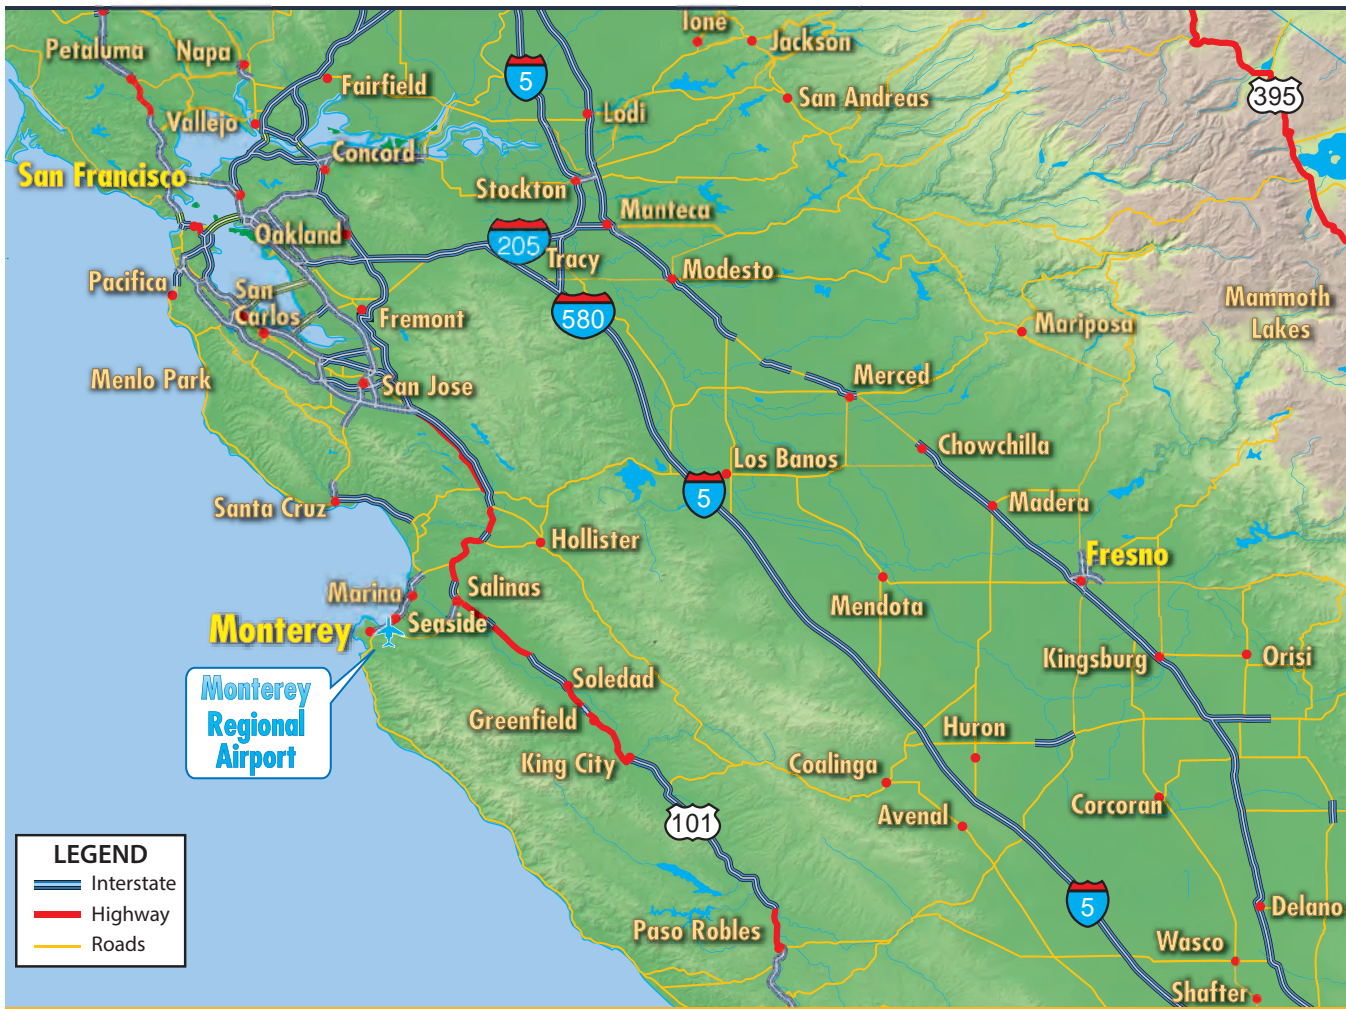 Ione
Jackson
Petaluma
Napa
5
Fairfield
San Andreas
395
Lodi
Vallejo
Concord
San Francisco
Stockton
Manteca
Oakland
205
Tracy
Modesto
Pacifica
San
Carlos
Fremont
580
Mammoth
Lakes
Mariposa
Menlo Park
San Jose
Merced
Chowchilla
Los Banos
5
Santa Cruz
Madera
Hollister
Fresno
Marina
Salinas
Mendota
Monterey
Seaside
Kingsburg
Orisi
Monterey
Regional
Airport
Soledad
Greenfield
Huron
King City
Coalinga
101
Avenal
Corcoran
LEGEND
Interstate
Highway
Roads
5
Delano
Paso Robles
Wasco
Shafter